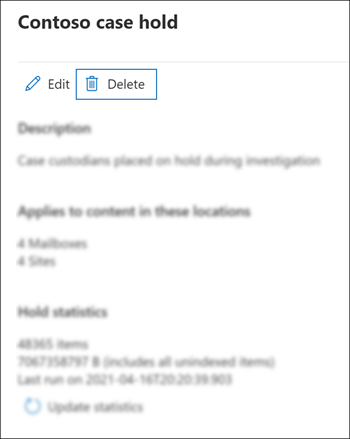 Contoso case hold
Edit
Delete
Description
Case custodians placed on hold during investigation
Applies to content in these locations
4 Mailboxes
4 Sites
Hold statistics
48365 items
7067358797 B (includes all unindexed items)
Last run on 2021-04-16T20:20:39.903
Update statistics